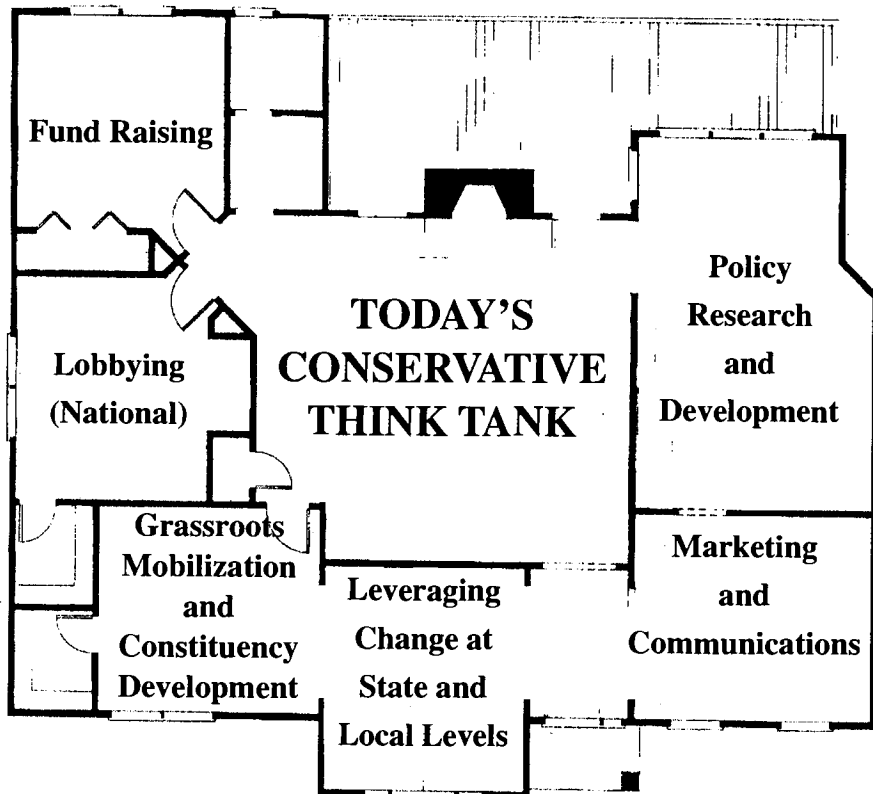 Fund Raising
TODAY'S
CONSERVATIVE
THINK TANK
Policy
Research
and
Development
Lobbying
(National)
Grassroots
Mobilization
and
Constituency
Development
Leveraging
Change at
State and
Local Levels
Marketing
and
Communications